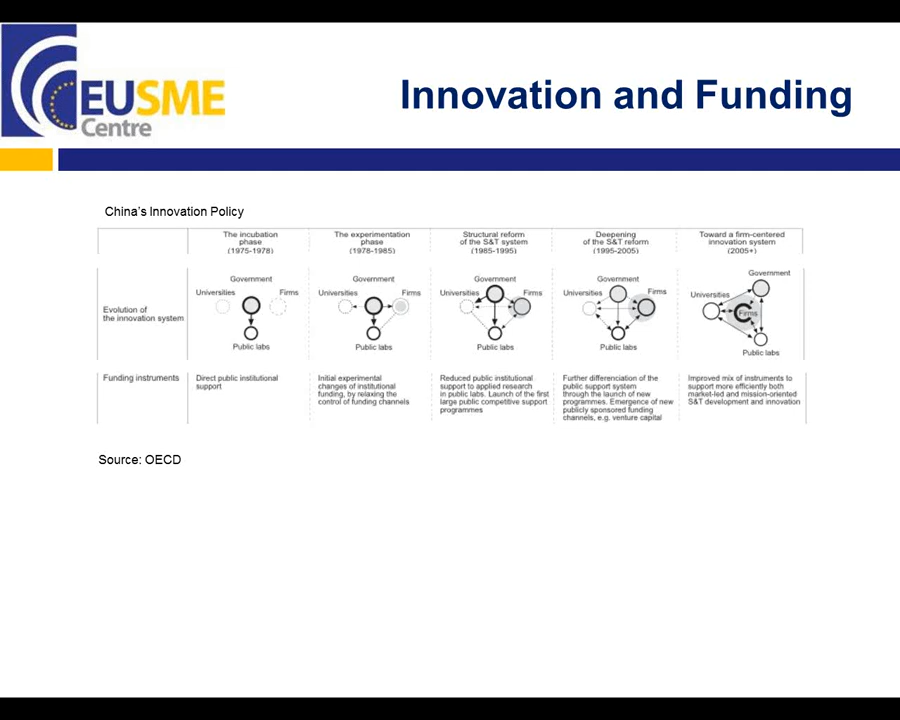 EUSME
Centre
Innovation and Funding
China's Innovation Policy
The incubation
phase
(1975-1978)
The experimentation
phase
(1978-1985)
Structural reform
of the S&T system
(1985-1995)
Deepening
of the S&T reform
(1995-2005)
Toward a firm-centered
innovation system
(2005+)
Evolution of
the innovation system
Government
Universities
Firms
Public labs
Government
Universities
Firms
Public labs
Government
Universities
Firms
Public labs
Government
Universities
Firms
Public labs
Government
Universities
Firms
Public labs
Funding instruments
Direct public institutional
support
Initial experimental
changes of institutional
funding, by relaxing the
control of funding channels
Reduced public institutional
support to applied research
in public labs. Launch of the first
large public competitive support
programmes
Further differenciation of the
public support system
through the launch of new
programmes. Emergence of new
publicly sponsored funding
channels, e.g. venture capital
Improved mix of instruments to
support more efficiently both
market-led and mission-oriented
S&T development and innovation
Source: OECD